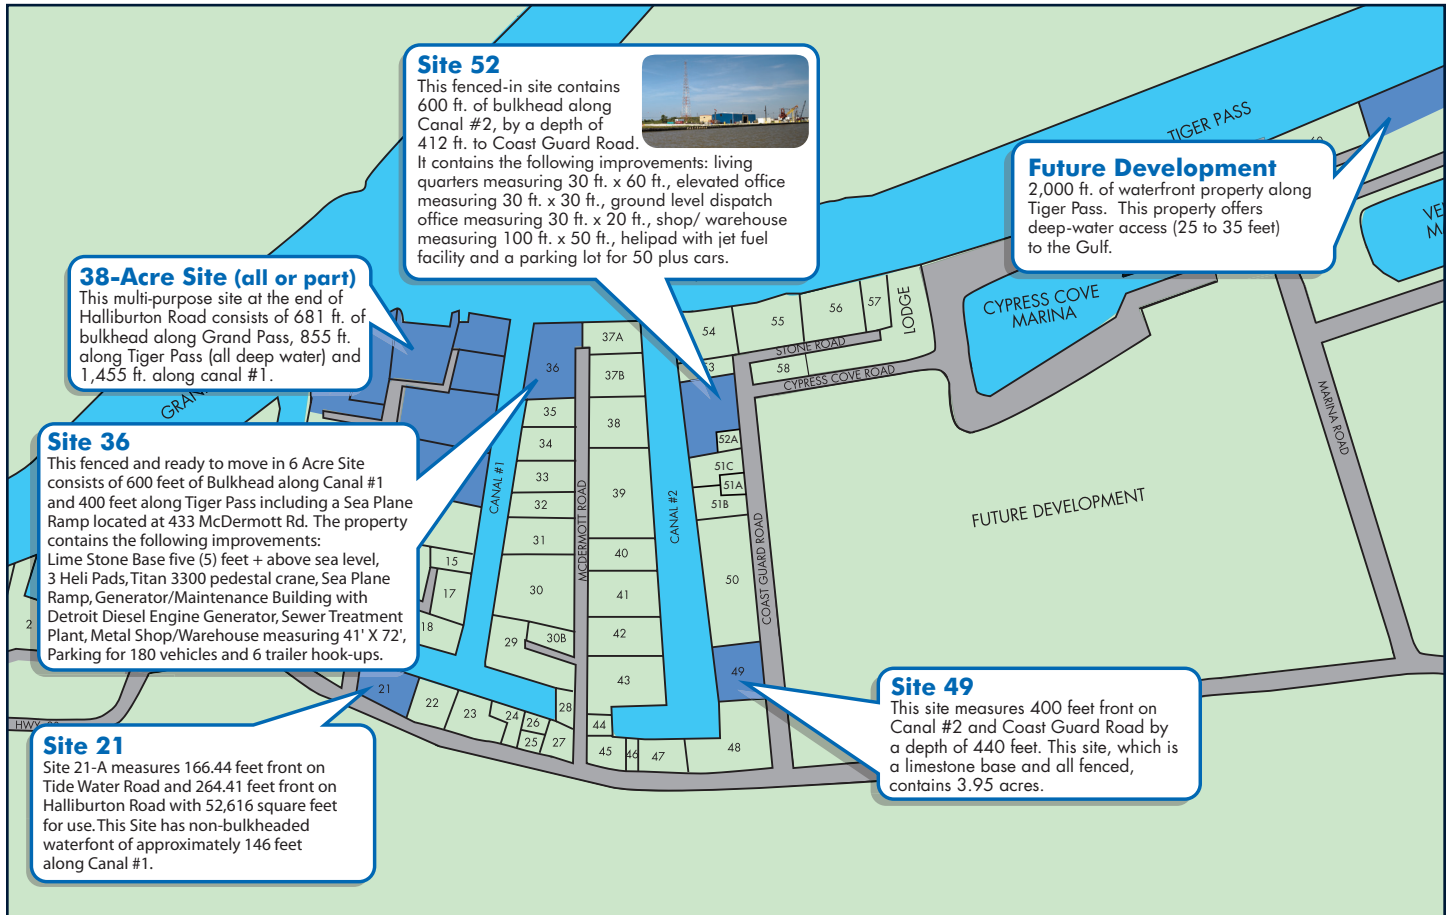 Site 52
This fenced-in site contains
600 ft. of bulkhead along
Canal #2, by a depth of
412 ft. to Coast Guard Road.
It contains the following improvements: living
quarters measuring 30 ft. x 60 ft., elevated office
measuring 30 ft. x 30 ft., ground level dispatch
office measuring 30 ft. x 20 ft., shop/ warehouse
measuring 100 ft. x 50 ft., helipad with jet fuel
facility and a parking lot for 50 plus cars.
TIGER PASS
Future Development
2,000 ft. of waterfront property along
Tiger Pass.  This property offers
deep-water access (25 to 35 feet)
to the Gulf.
38-Acre Site (all or part)
This multi-purpose site at the end of
Halliburton Road consists of 681 ft. of
bulkhead along Grand Pass, 855 ft.
along Tiger Pass (all deep water) and
1,455 ft. along canal #1.
Site 36
This fenced and ready to move in 6 Acre Site
consists of 600 feet of Bulkhead along Canal #1
and 400 feet along Tiger Pass including a Sea Plane
Ramp located at 433 McDermott Rd. The property
contains the following improvements:
Lime Stone Base five (5) feet + above sea level,
3 Heli Pads, Titan 3300 pedestal crane, Sea Plane
Ramp, Generator/Maintenance Building with
Detroit Diesel Engine Generator, Sewer Treatment
Plant, Metal Shop/Warehouse measuring 41' X 72',
Parking for 180 vehicles and 6 trailer hook-ups.
Site 21
Site 21-A measures 166.44 feet front on
Tide Water Road and 264.41 feet front on
Halliburton Road with 52,616 square feet
for use. This Site has non-bulkheaded
waterfont of approximately 146 feet
along Canal #1.
Site 49
This site measures 400 feet front on
Canal #2 and Coast Guard Road by
a depth of 440 feet. This site, which is
a limestone base and all fenced,
contains 3.95 acres.
CYPRESS COVE
MARINA
LODGE
STONE ROAD
CYPRESS COVE ROAD
MARINA ROAD
FUTURE DEVELOPMENT
COAST GUARD ROAD
CANAL #2
MCDERMOTT ROAD
CANAL #1
HWY
15
17
18
21
22
23
24
25
26
27
28
29
30
30B
31
32
33
34
35
36
37A
37B
38
39
40
41
42
43
44
45
46
47
48
49
50
51B
51A
51C
52A
54
55
56
57
58